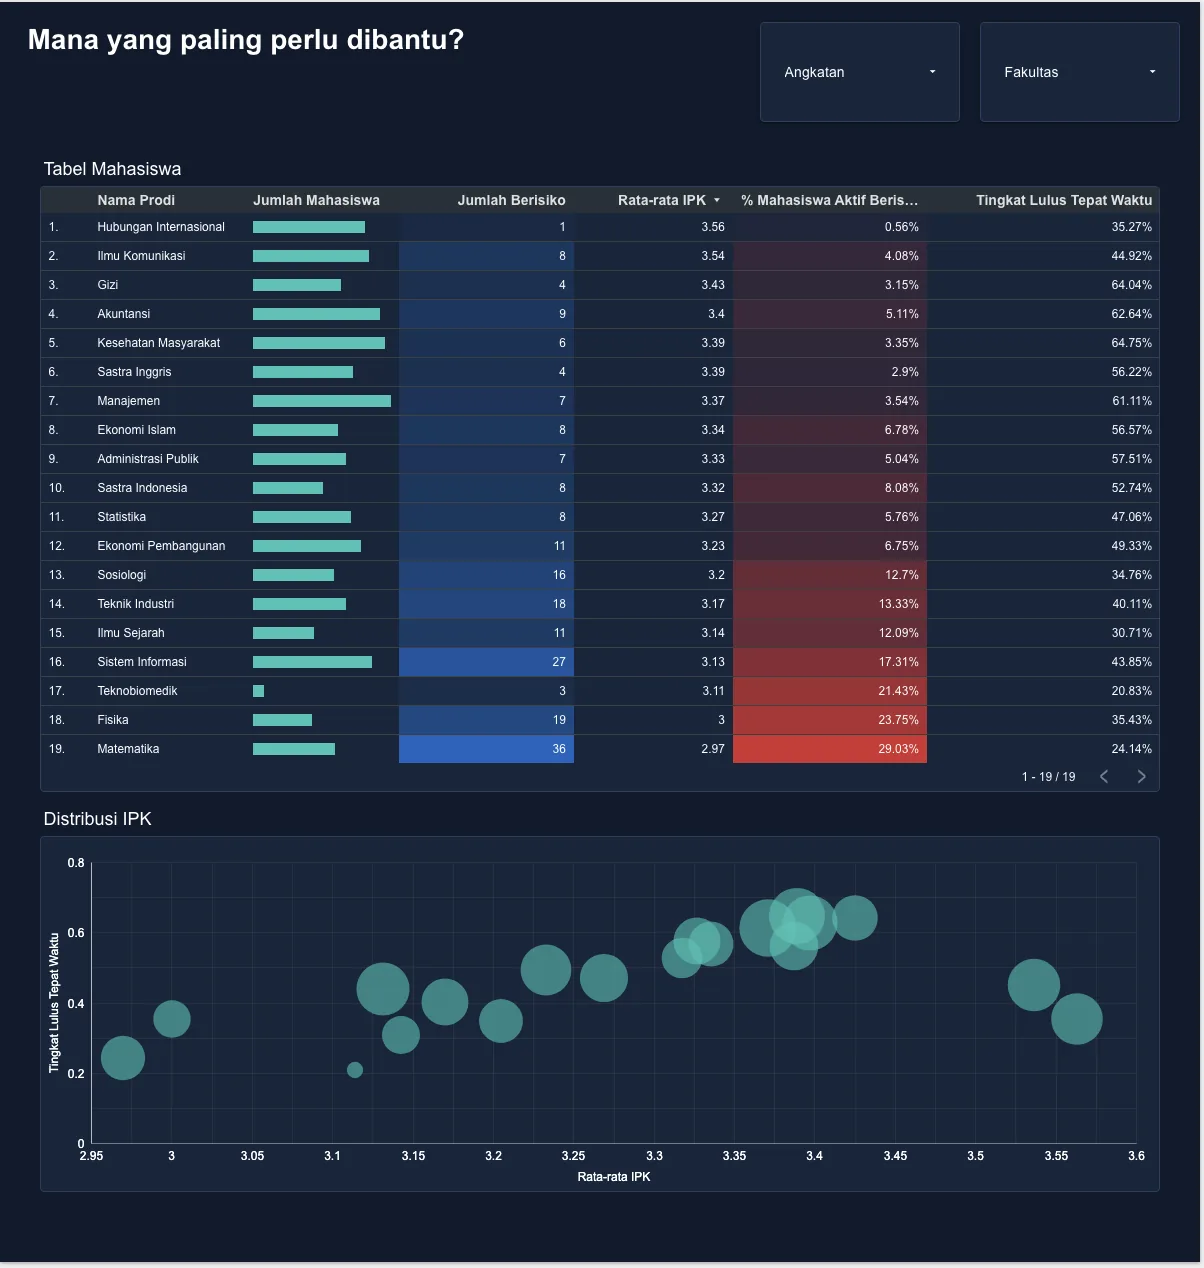 Mana yang paling perlu dibantu?
Angkatan
Fakultas
Tabel Mahasiswa
Nama Prodi Jumlah Mahasiswa Jumlah Berisiko Rata-rata IPK % Mahasiswa Aktif Beris… Tingkat Lulus Tepat Waktu
1. Hubungan Internasional 1 3.56 0.56% 35.27%
2. Ilmu Komunikasi 8 3.54 4.08% 44.92%
3. Gizi 4 3.43 3.15% 64.04%
4. Akuntansi 9 3.4 5.11% 62.64%
5. Kesehatan Masyarakat 6 3.39 3.35% 64.75%
6. Sastra Inggris 4 3.39 2.9% 56.22%
7. Manajemen 7 3.37 3.54% 61.11%
8. Ekonomi Islam 8 3.34 6.78% 56.57%
9. Administrasi Publik 7 3.33 5.04% 57.51%
10. Sastra Indonesia 8 3.32 8.08% 52.74%
11. Statistika 8 3.27 5.76% 47.06%
12. Ekonomi Pembangunan 11 3.23 6.75% 49.33%
13. Sosiologi 16 3.2 12.7% 34.76%
14. Teknik Industri 18 3.17 13.33% 40.11%
15. Ilmu Sejarah 11 3.14 12.09% 30.71%
16. Sistem Informasi 27 3.13 17.31% 43.85%
17. Teknobiomedik 3 3.11 21.43% 20.83%
18. Fisika 19 3 23.75% 35.43%
19. Matematika 36 2.97 29.03% 24.14%
1 - 19 / 19
Distribusi IPK
0.8
0.6
0.4
0.2
0
Tingkat Lulus Tepat Waktu
2.95 3 3.05 3.1 3.15 3.2 3.25 3.3 3.35 3.4 3.45 3.5 3.55 3.6
Rata-rata IPK